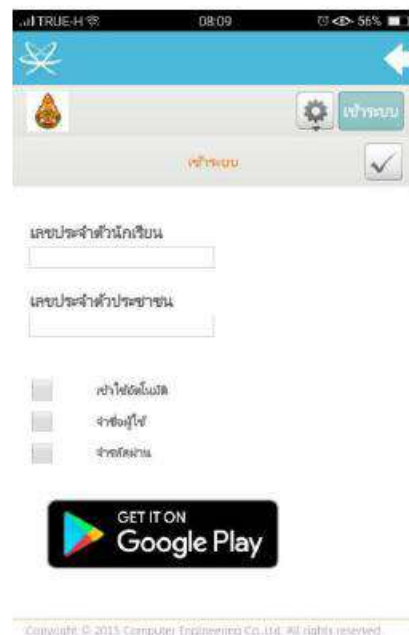 TRUE-H 08:09 56%
เข้าระบบ
เข้าระบบ
เลขประจำตัวนักเรียน
เลขประจำตัวประชาชน
เข้าใช้อัตโนมัติ
จำชื่อผู้ใช้
จำรหัสผ่าน
GET IT ON
Google Play
Copyright © 2015 Computer Engineering Co.,Ltd. All rights reserved.